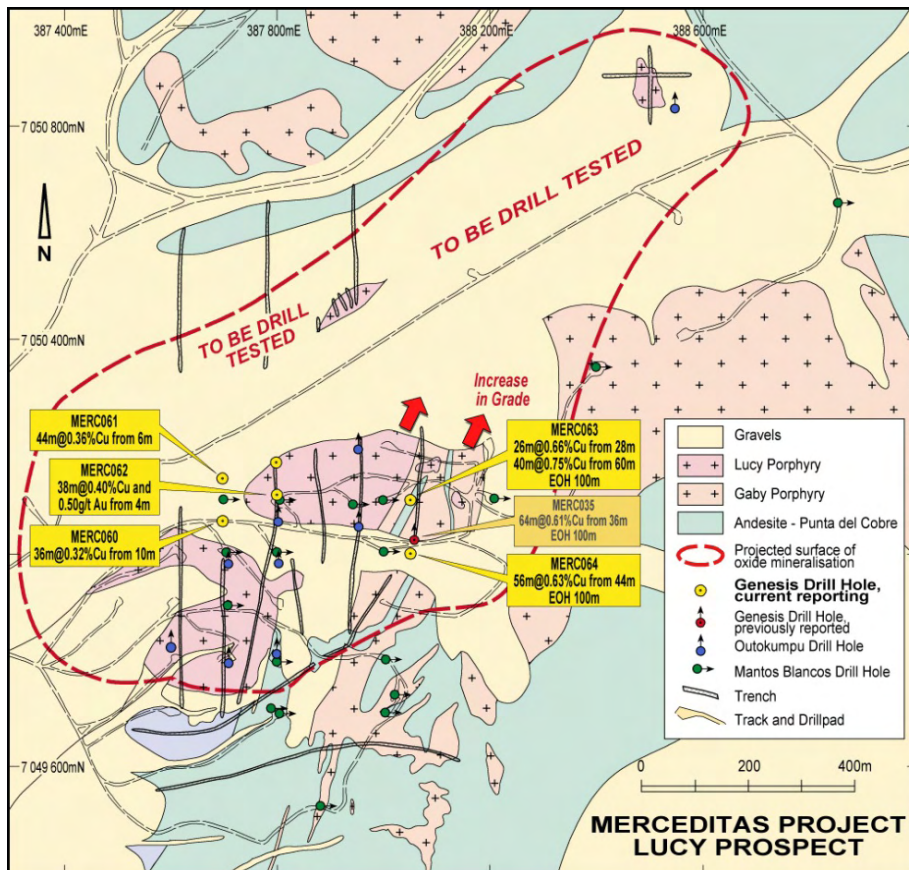 387 400mE
387 800mE
388 200mE
388 600mE
7 050 800mN
N
TO BE DRILL TESTED
TO BE DRILL
TESTED
7 050 400mN
Increase
in Grade
MERC061
44m@0.36%Cu from 6m
MERC062
38m@0.40%Cu and
0.50g/t Au from 4m
MERC060
36m@0.32%Cu from 10m
MERC063
26m@0.66%Cu from 28m
40m@0.75%Cu from 60m
EOH 100m
MERC035
64m@0.61%Cu from 36m
EOH 100m
MERC064
56m@0.63%Cu from 44m
EOH 100m
Gravels
Lucy Porphyry
Gaby Porphyry
Andesite - Punta del Cobre
Projected surface of
oxide mineralisation
Genesis Drill Hole,
current reporting
Genesis Drill Hole,
previously reported
Outokumpu Drill Hole
Mantos Blancos Drill Hole
Trench
Track and Drillpad
7 049 600mN
0 200 400m
MERCEDITAS PROJECT
LUCY PROSPECT